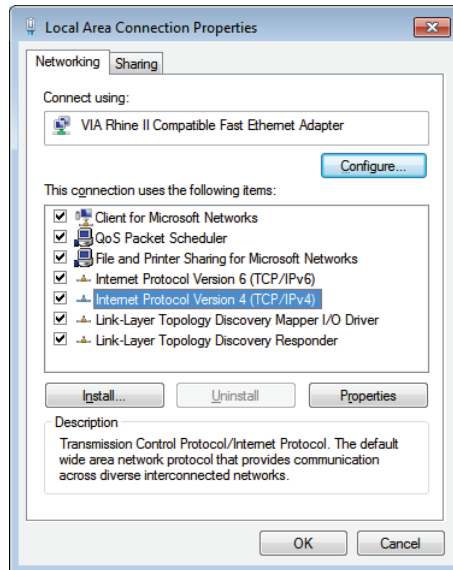 Local Area Connection Properties
Networking
Sharing
Connect using:
VIA Rhine II Compatible Fast Ethernet Adapter
Configure...
This connection uses the following items:
Client for Microsoft Networks
QoS Packet Scheduler
File and Printer Sharing for Microsoft Networks
Internet Protocol Version 6 (TCP/IPv6)
Internet Protocol Version 4 (TCP/IPv4)
Link-Layer Topology Discovery Mapper I/O Driver
Link-Layer Topology Discovery Responder
Install...
Uninstall
Properties
Description
Transmission Control Protocol/Internet Protocol. The default
wide area network protocol that provides communication
across diverse interconnected networks.
OK
Cancel